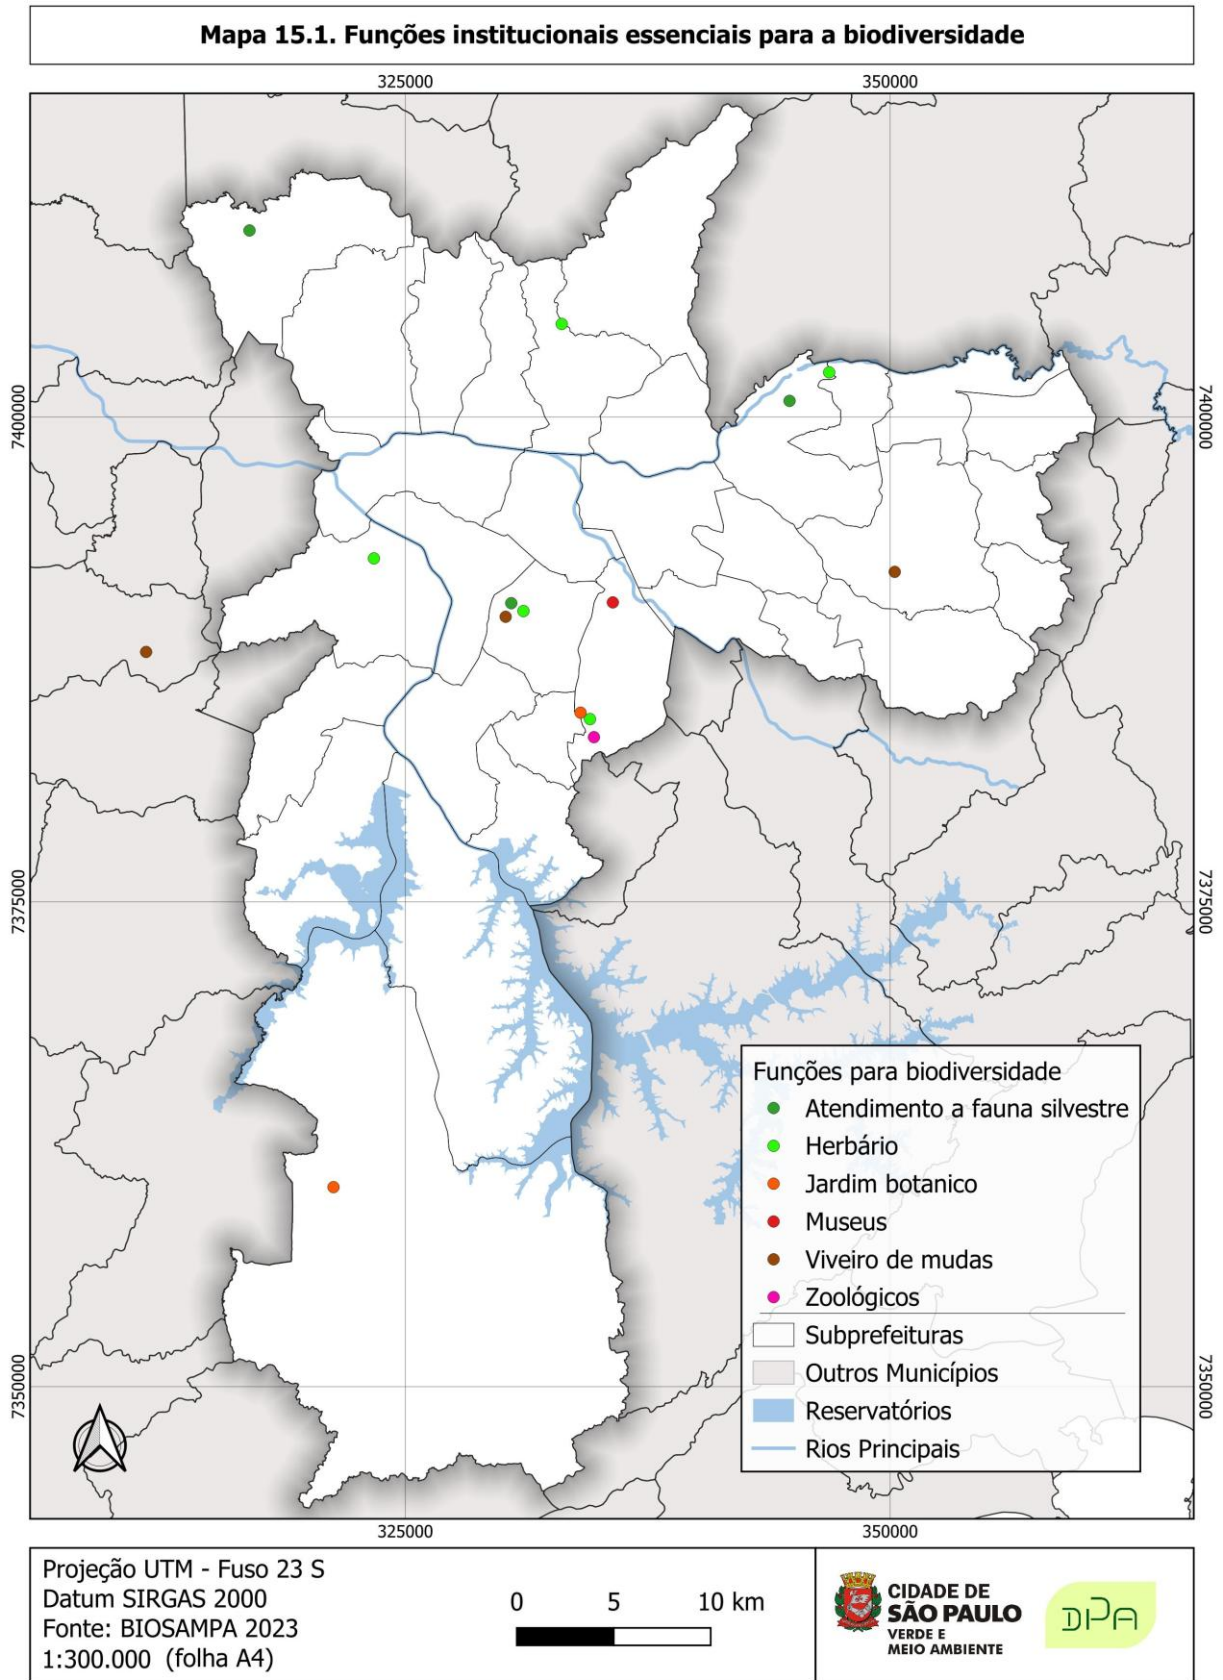 Mapa 15.1. Funções institucionais essenciais para a biodiversidade
325000
350000
7400000
7400000
7375000
7375000
7350000
7350000
Funções para biodiversidade
Atendimento a fauna silvestre
Herbário
Jardim botanico
Museus
Viveiro de mudas
Zoológicos
Subprefeituras
Outros Municípios
Reservatórios
Rios Principais
325000
350000
Projeção UTM - Fuso 23 S
Datum SIRGAS 2000
Fonte: BIOSAMPA 2023
1:300.000 (folha A4)
0 5 10 km
CIDADE DE
SÃO PAULO
VERDE E
MEIO AMBIENTE
DPA